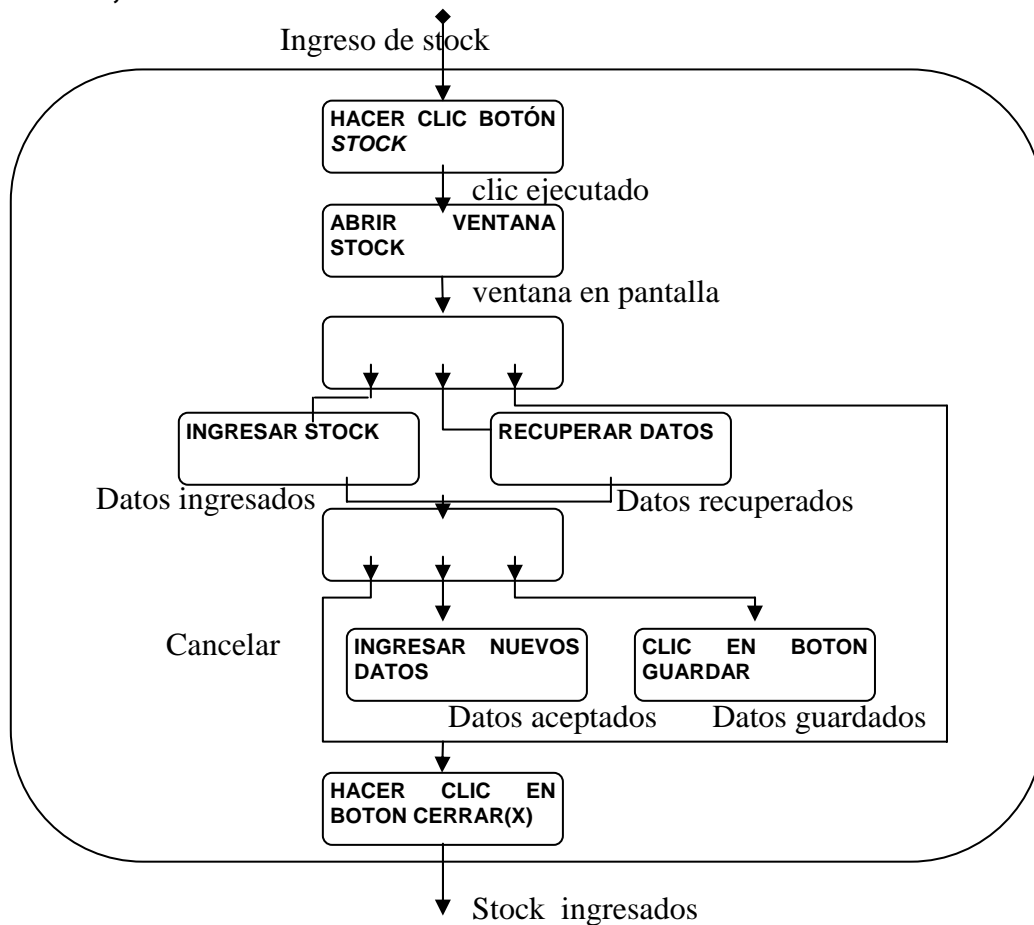 Ingreso de stock
HACER CLIC BOTÓN
STOCK
clic ejecutado
ABRIR VENTANA
STOCK
ventana en pantalla
INGRESAR STOCK
RECUPERAR DATOS
Datos ingresados
Datos recuperados
Cancelar
INGRESAR NUEVOS
DATOS
CLIC EN BOTON
GUARDAR
Datos aceptados
Datos guardados
HACER CLIC EN
BOTON CERRAR(X)
Stock ingresados